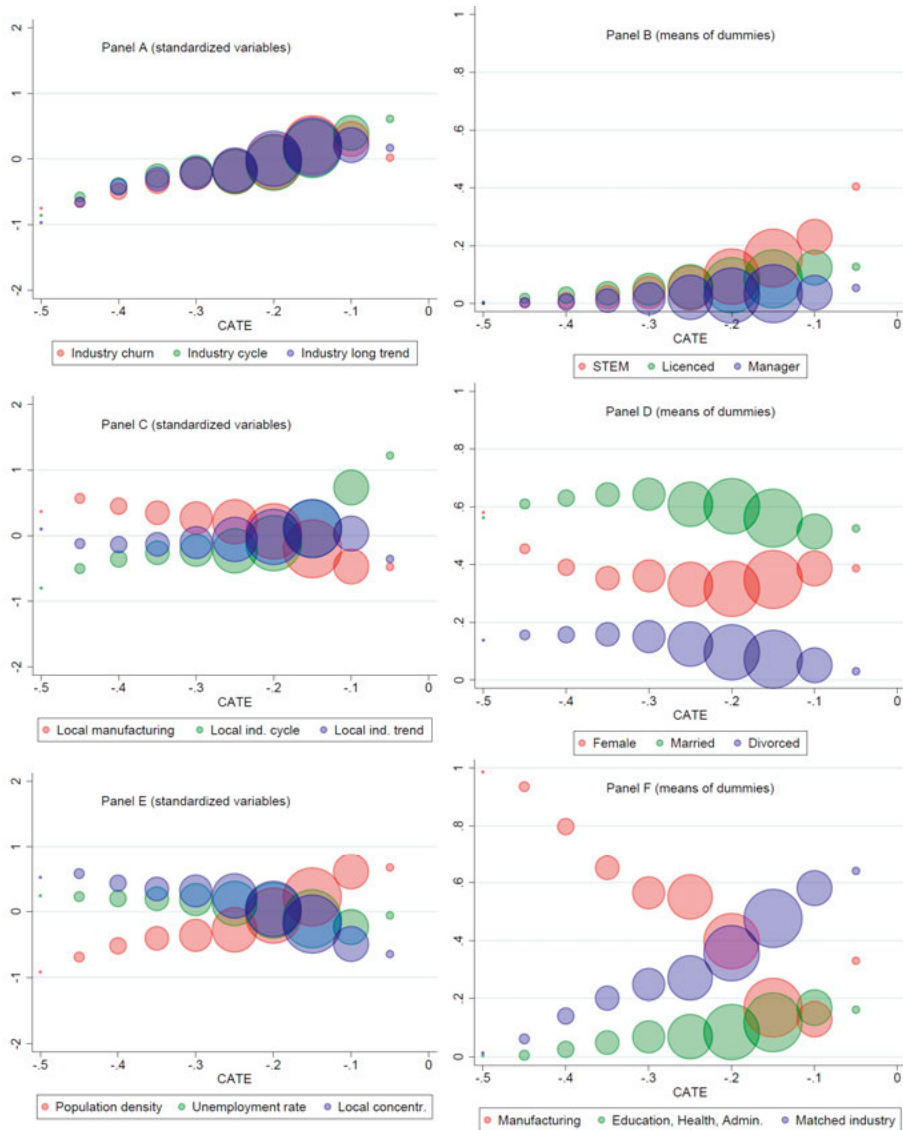 Panel A (standardized variables)
2
1
0
-1
-2
-.5 -.4 -.3 -.2 -.1 0
CATE
Industry churn Industry cycle Industry long trend
Panel B (means of dummies)
1
.8
.6
.4
.2
0
-.5 -.4 -.3 -.2 -.1 0
CATE
STEM Licenced Manager
Panel C (standardized variables)
2
1
0
-1
-2
-.5 -.4 -.3 -.2 -.1 0
CATE
Local manufacturing Local ind. cycle Local ind. trend
Panel D (means of dummies)
1
.8
.6
.4
.2
0
-.5 -.4 -.3 -.2 -.1 0
CATE
Female Married Divorced
Panel E (standardized variables)
2
1
0
-1
-2
-.5 -.4 -.3 -.2 -.1 0
CATE
Population density Unemployment rate Local concentr.
Panel F (means of dummies)
1
.8
.6
.4
.2
0
-.5 -.4 -.3 -.2 -.1 0
CATE
Manufacturing Education, Health, Admin. Matched industry